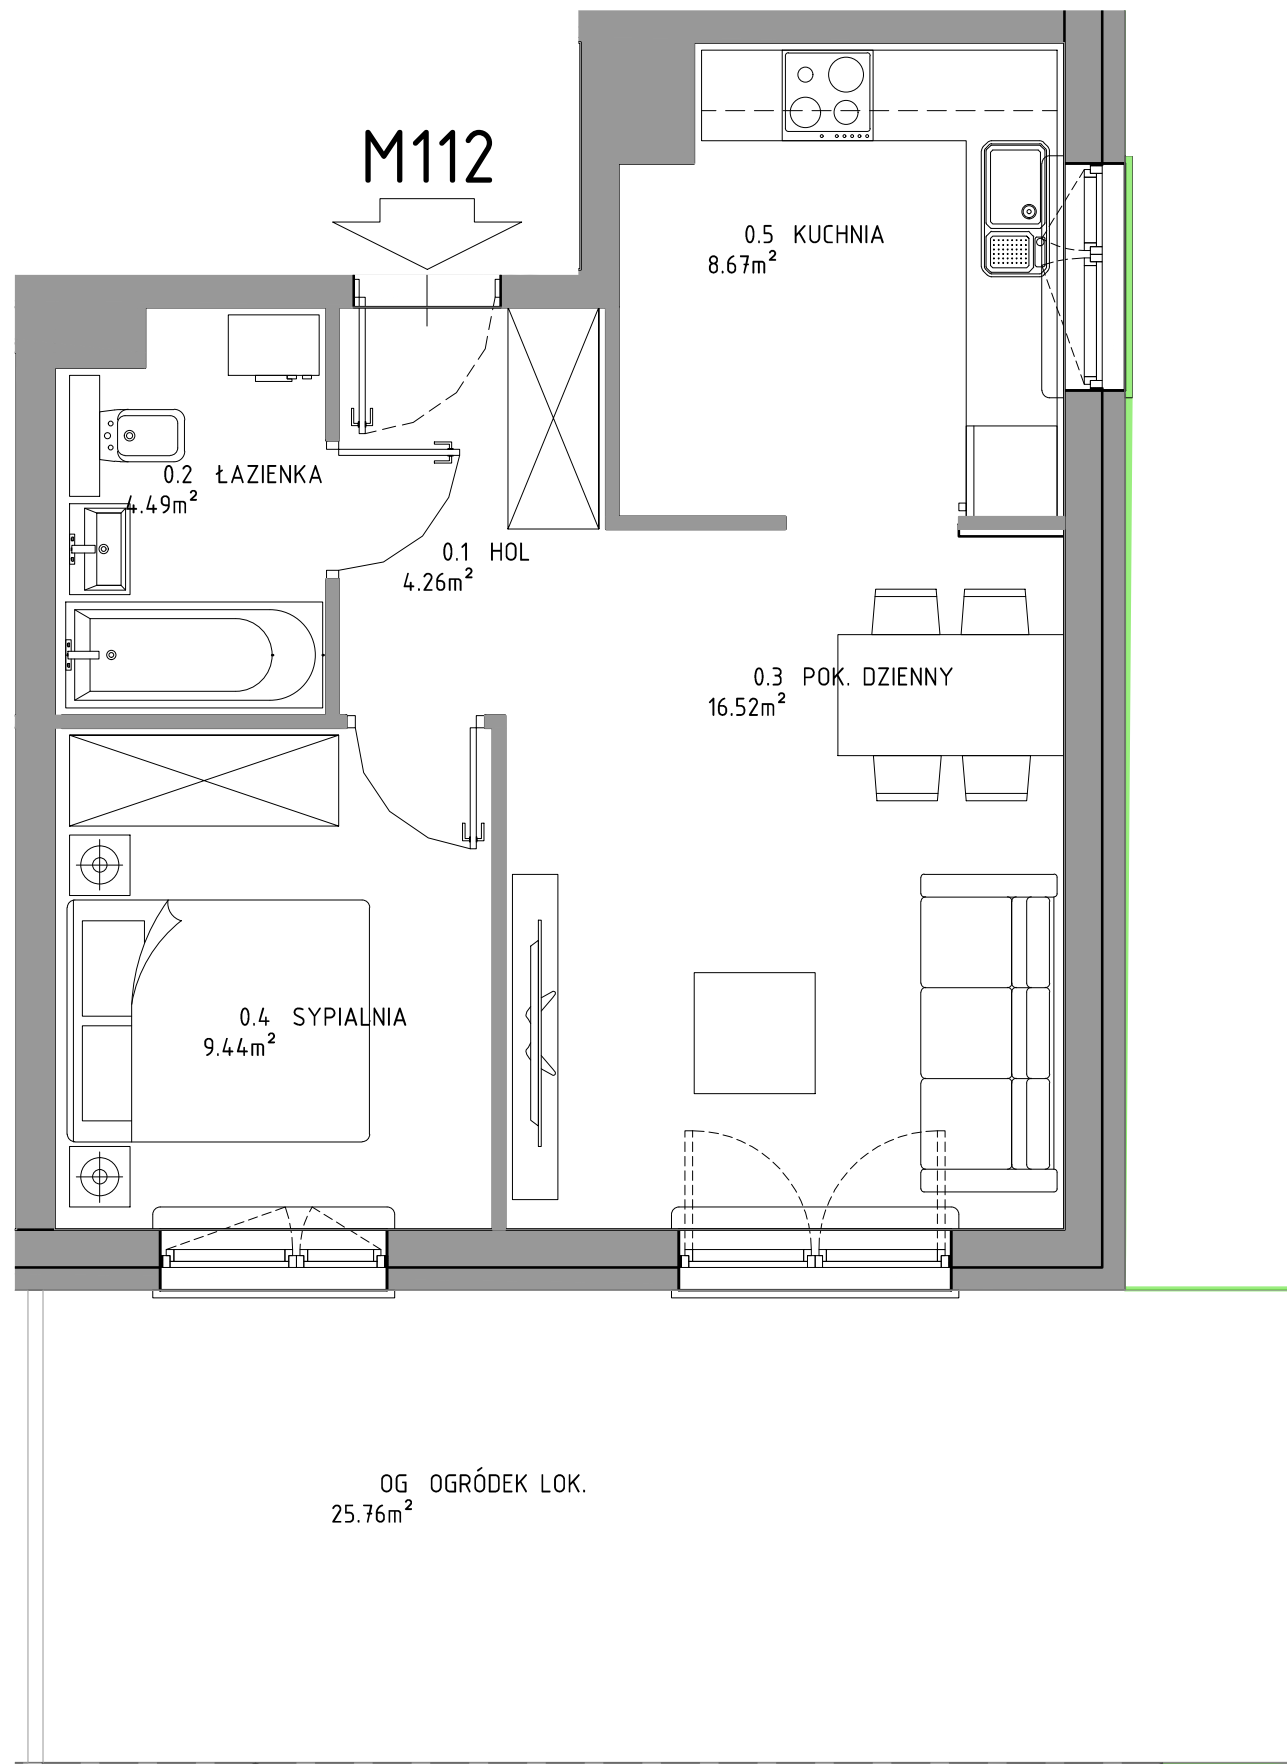 M112
0.5 KUCHNIA
8.67m²
0.2 ŁAZIENKA
4.49m²
0.1 HOL
4.26m²
0.3 POK. DZIENNY
16.52m²
0.4 SYPIALNIA
9.44m²
OG OGRÓDEK LOK.
25.76m²